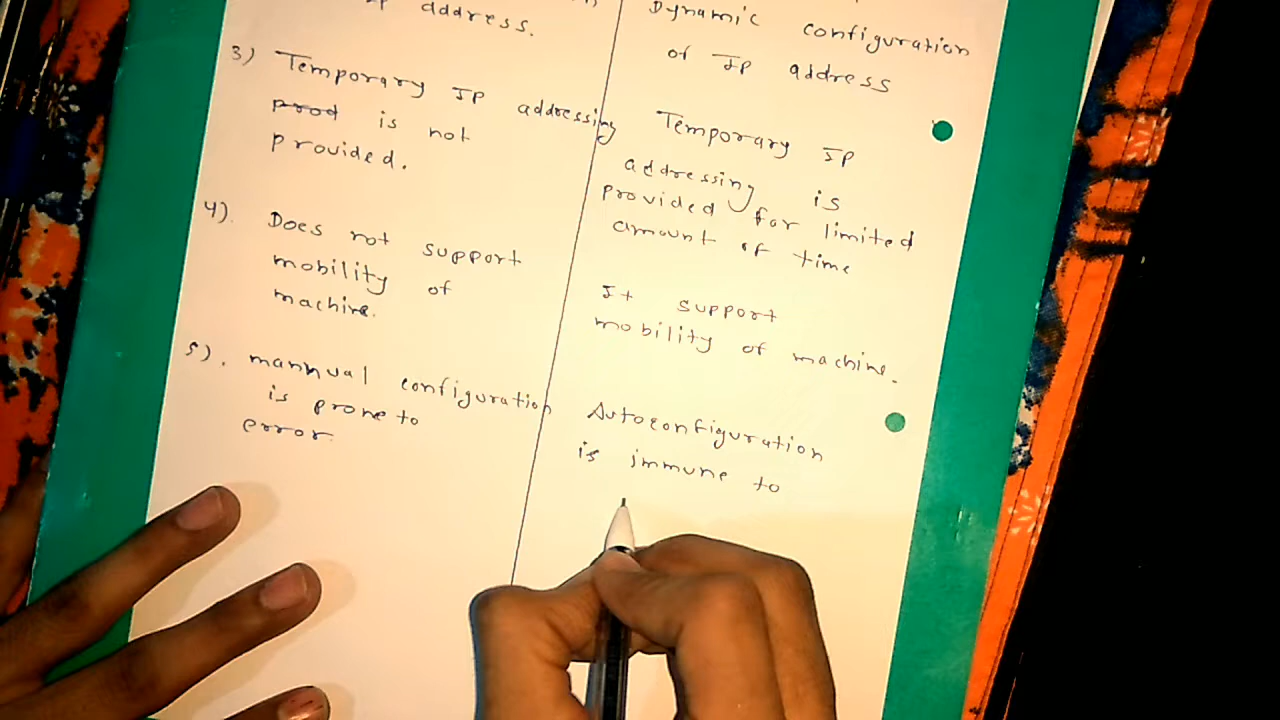 IP address.
3) Temporary IP addressing
prod is not
provided.
4). Does not support
mobility of
machine.
5). mannual configuration
is prone to
error.
Dynamic configuration
of IP address
Temporary IP
addressing is
provided for limited
amount of time
It support
mobility of machine.
Autoconfiguration
is immune to